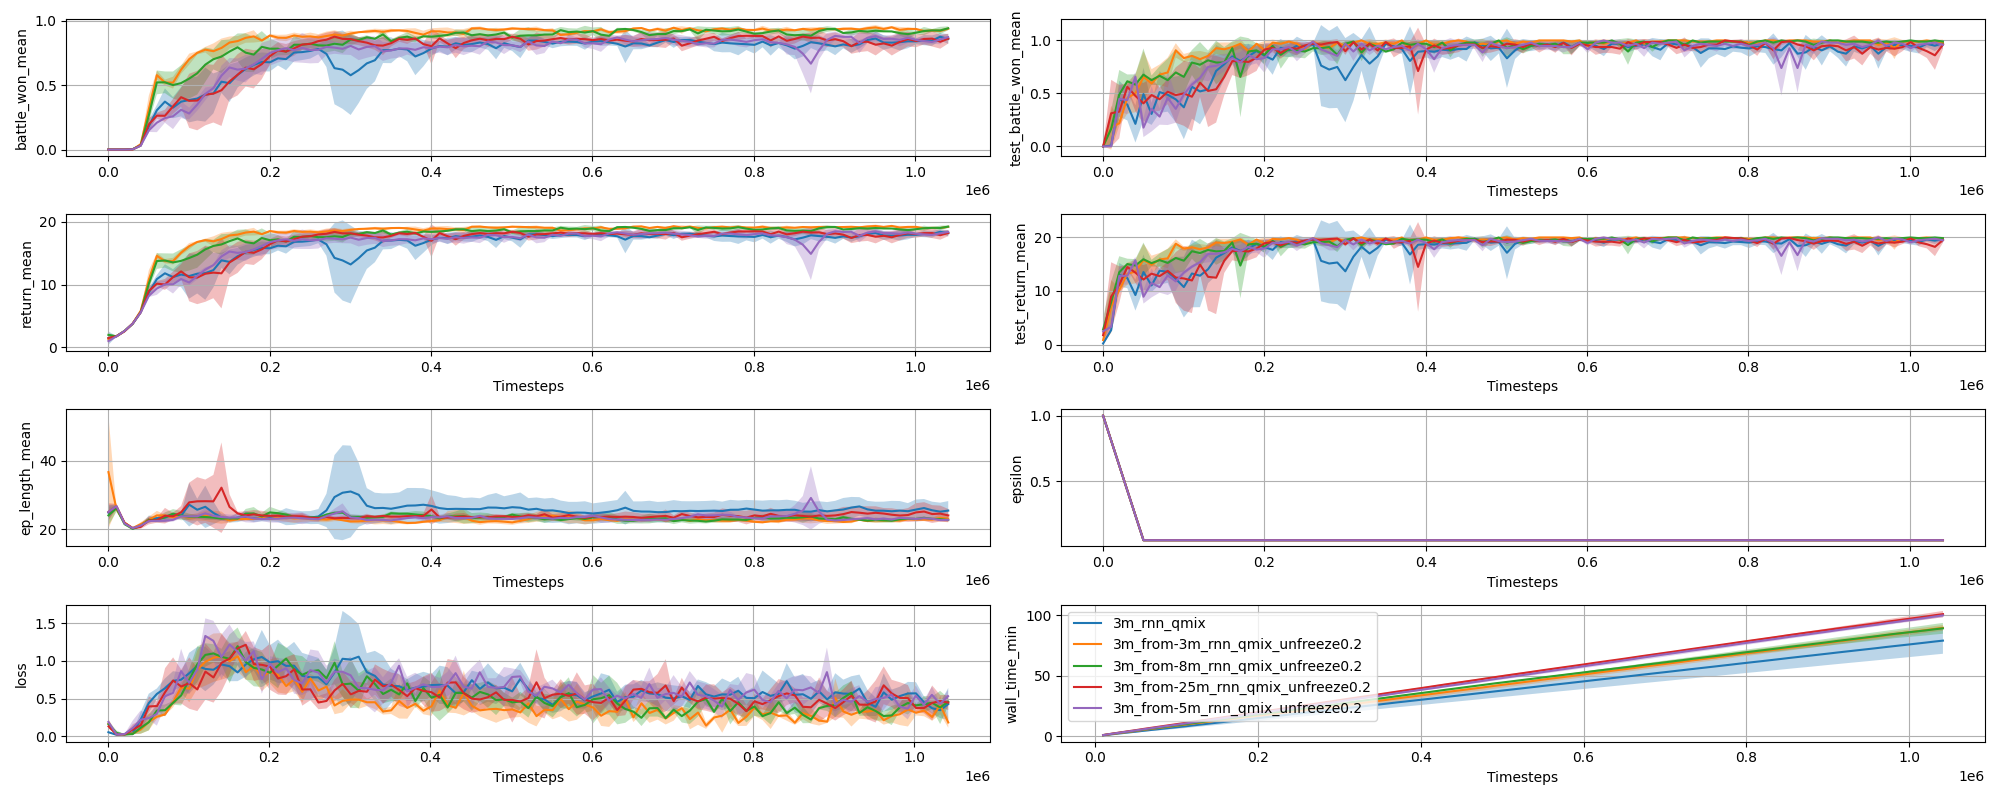 battle_won_mean
1.0
0.5
0.0
0.0 0.2 0.4 0.6 0.8 1.0
Timesteps
1e6
test_battle_won_mean
1.0
0.5
0.0
0.0 0.2 0.4 0.6 0.8 1.0
Timesteps
1e6
return_mean
20
10
0
0.0 0.2 0.4 0.6 0.8 1.0
Timesteps
1e6
test_return_mean
20
10
0
0.0 0.2 0.4 0.6 0.8 1.0
Timesteps
1e6
ep_length_mean
40
20
0.0 0.2 0.4 0.6 0.8 1.0
Timesteps
1e6
epsilon
1.0
0.5
0.0 0.2 0.4 0.6 0.8 1.0
Timesteps
1e6
loss
1.5
1.0
0.5
0.0
0.0 0.2 0.4 0.6 0.8 1.0
Timesteps
1e6
wall_time_min
100
50
0
3m_rnn_qmix
3m_from-3m_rnn_qmix_unfreeze0.2
3m_from-8m_rnn_qmix_unfreeze0.2
3m_from-25m_rnn_qmix_unfreeze0.2
3m_from-5m_rnn_qmix_unfreeze0.2
0.0 0.2 0.4 0.6 0.8 1.0
Timesteps
1e6